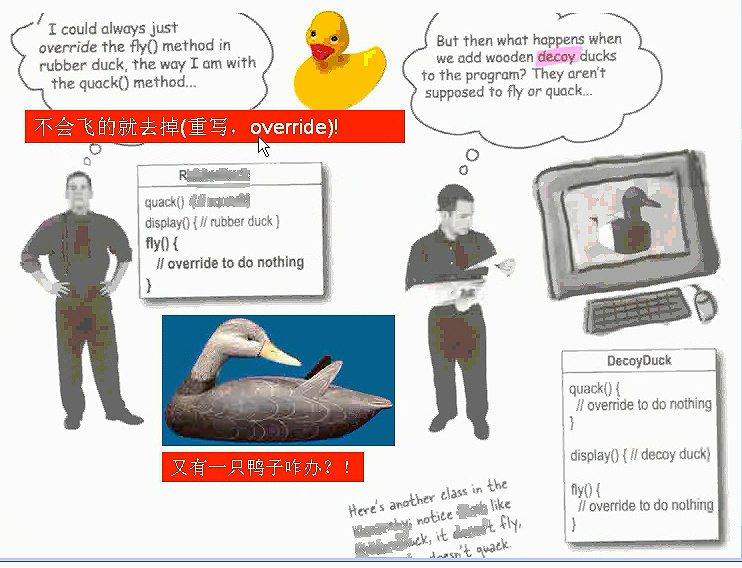 I could always just
override the fly() method in
rubber duck, the way I am with
the quack() method...
But then what happens when
we add wooden decoy ducks
to the program? They aren't
supposed to fly or quack...
不会飞的就去掉(重写，override)!
quack()
display() { // rubber duck }
fly() {
// override to do nothing
}
又有一只鸭子咋办？！
DecoyDuck
quack() {
// override to do nothing
}
display() { // decoy duck}
fly() {
// override to do nothing
}
Here's another class in the
notice like
it fly,
doesn't quack.